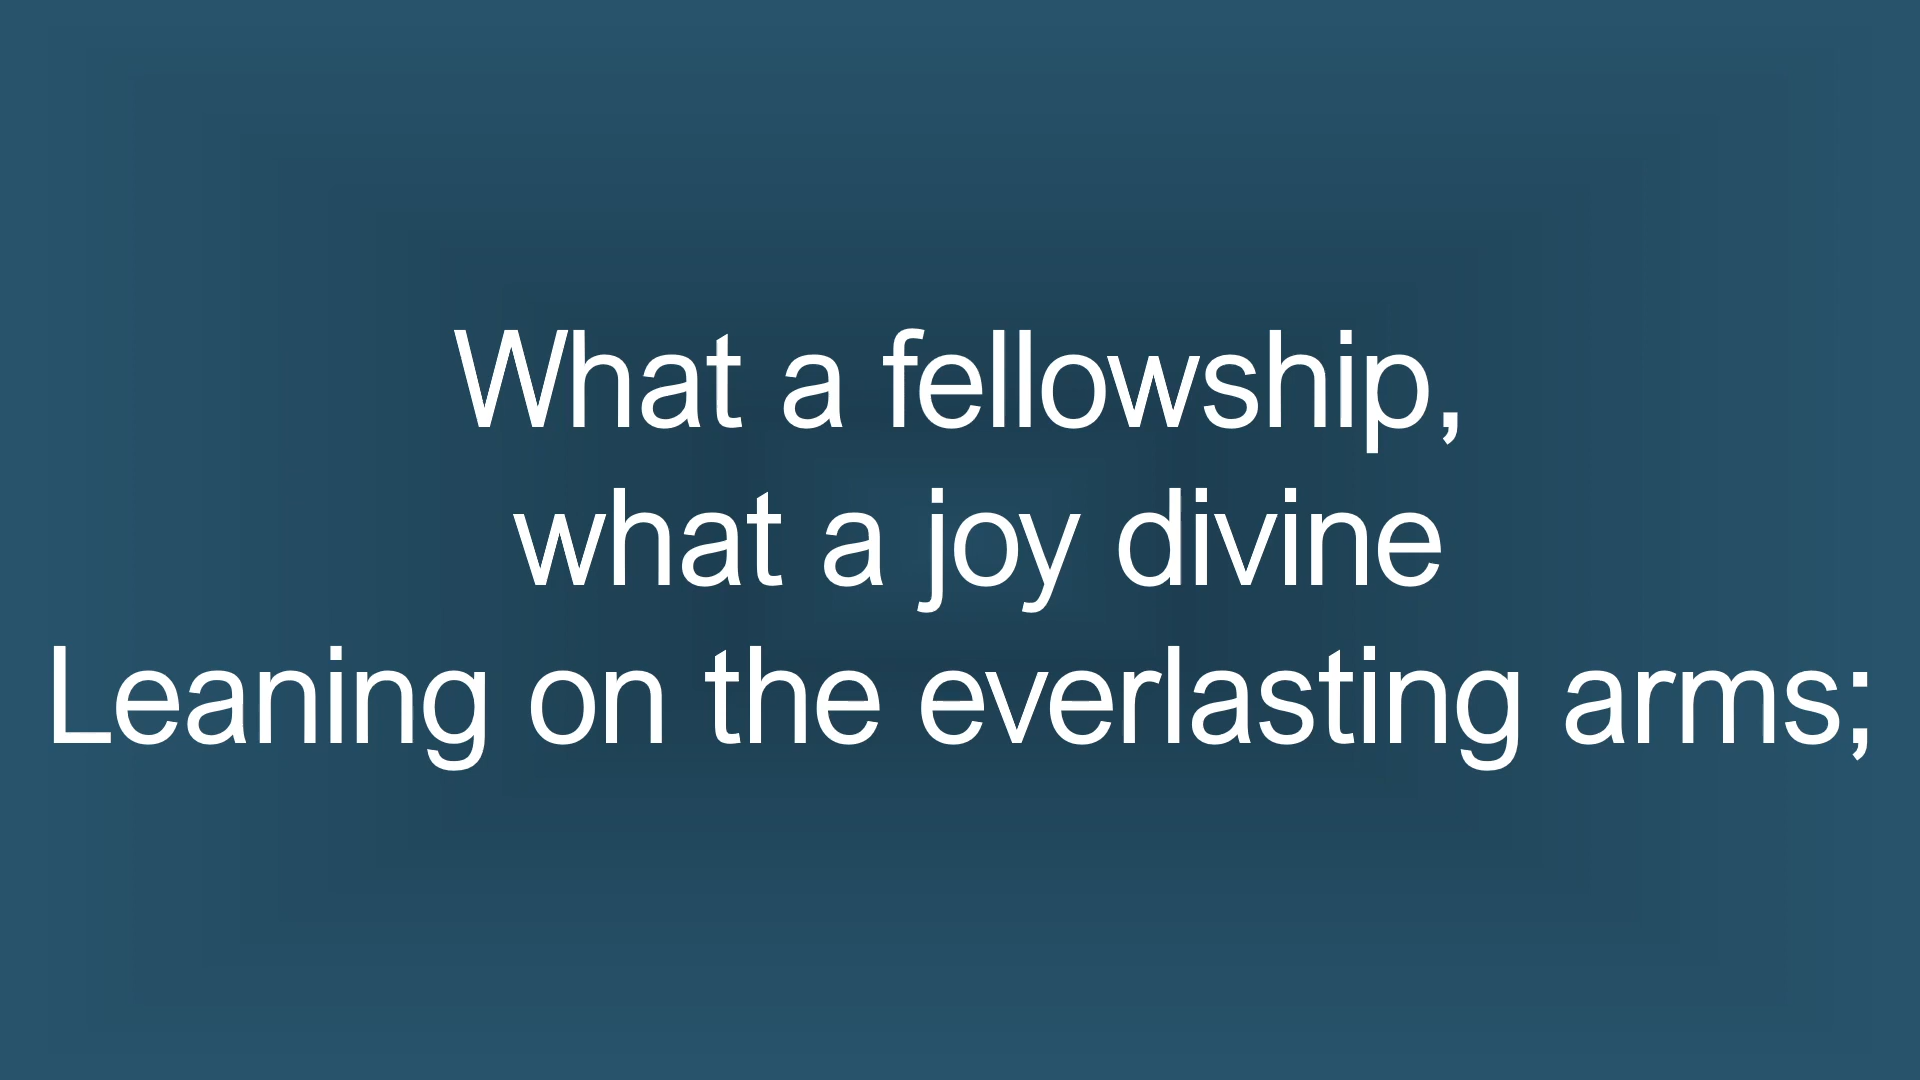 What a fellowship,
what a joy divine
Leaning on the everlasting arms;